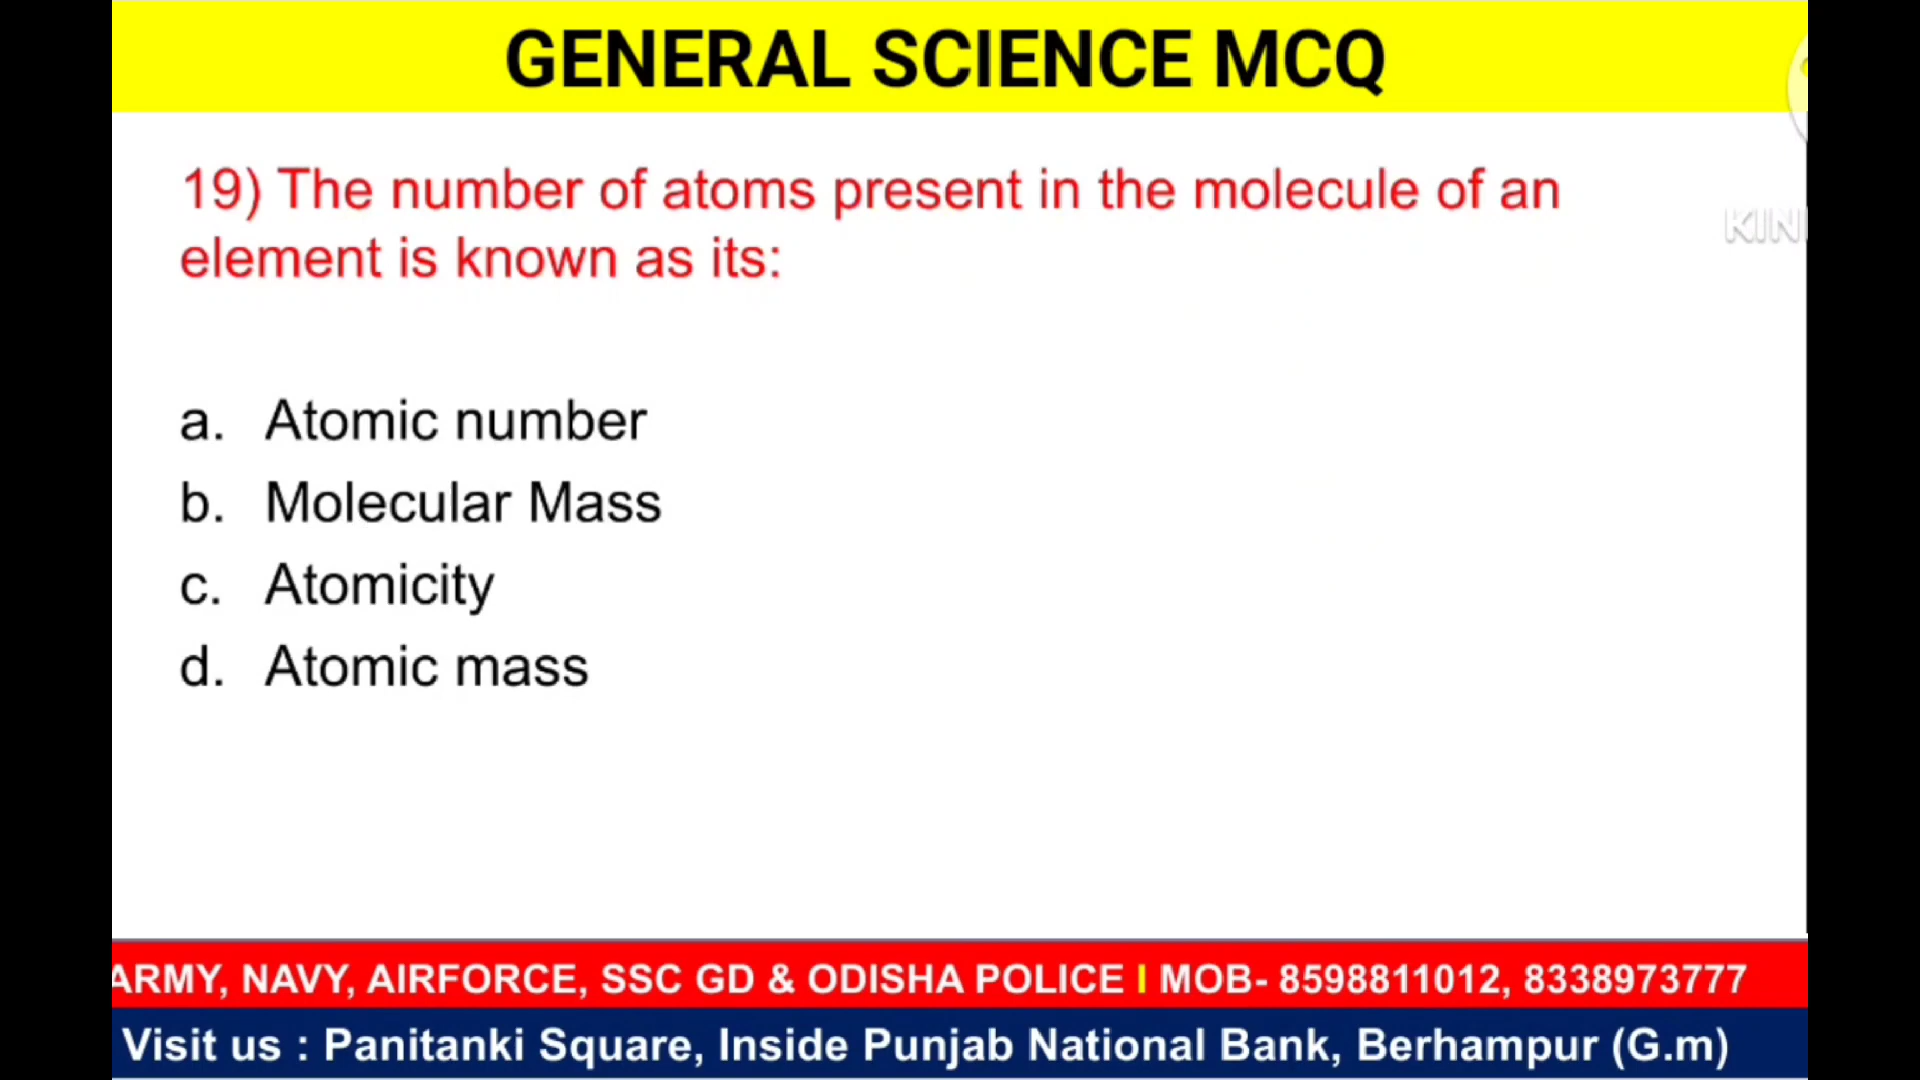 GENERAL SCIENCE MCQ
19) The number of atoms present in the molecule of an
KIN
element is known as its:
a. Atomic number
b. Molecular Mass
c. Atomicity
d. Atomic mass
ARMY, NAVY, AIRFORCE, SSC GD & ODISHA POLICE I MOB- 8598811012, 8338973777
Visit us : Panitanki Square, Inside Punjab National Bank, Berhampur (G.m)